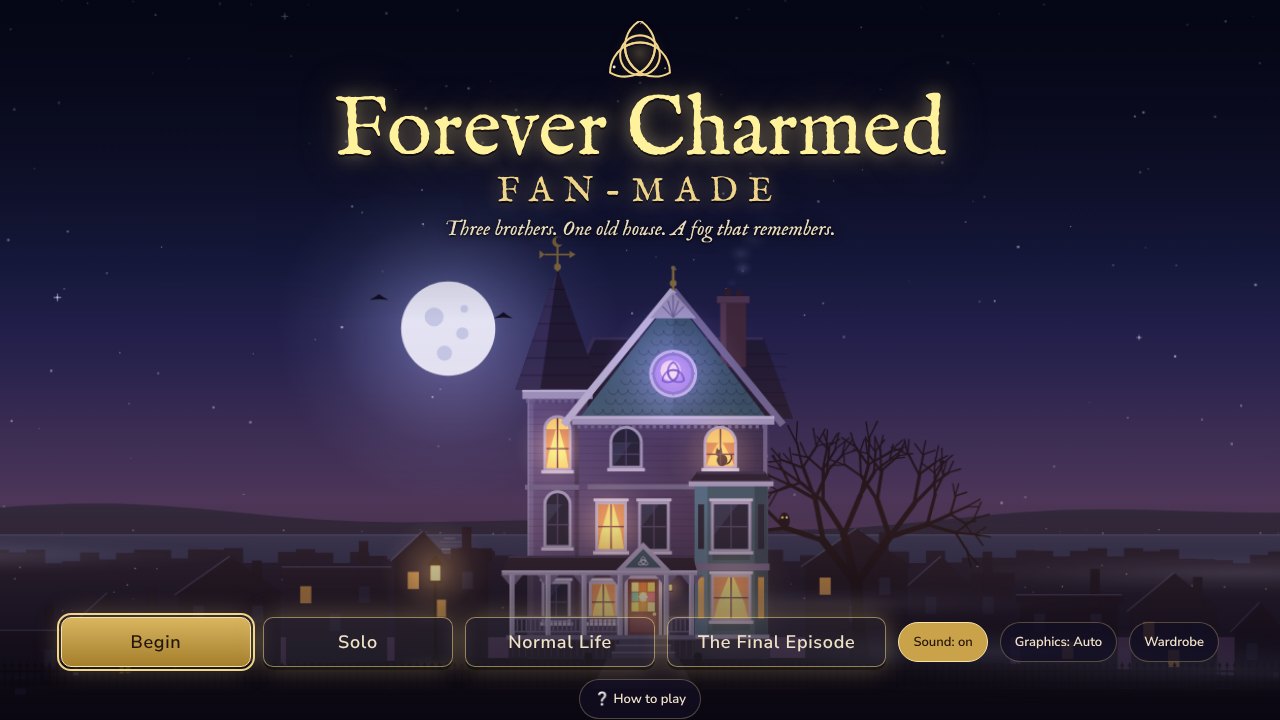 Forever Charmed
FAN-MADE
Three brothers. One old house. A fog that remembers.
Begin
Solo
Normal Life
The Final Episode
Sound: on
Graphics: Auto
Wardrobe
❔ How to play